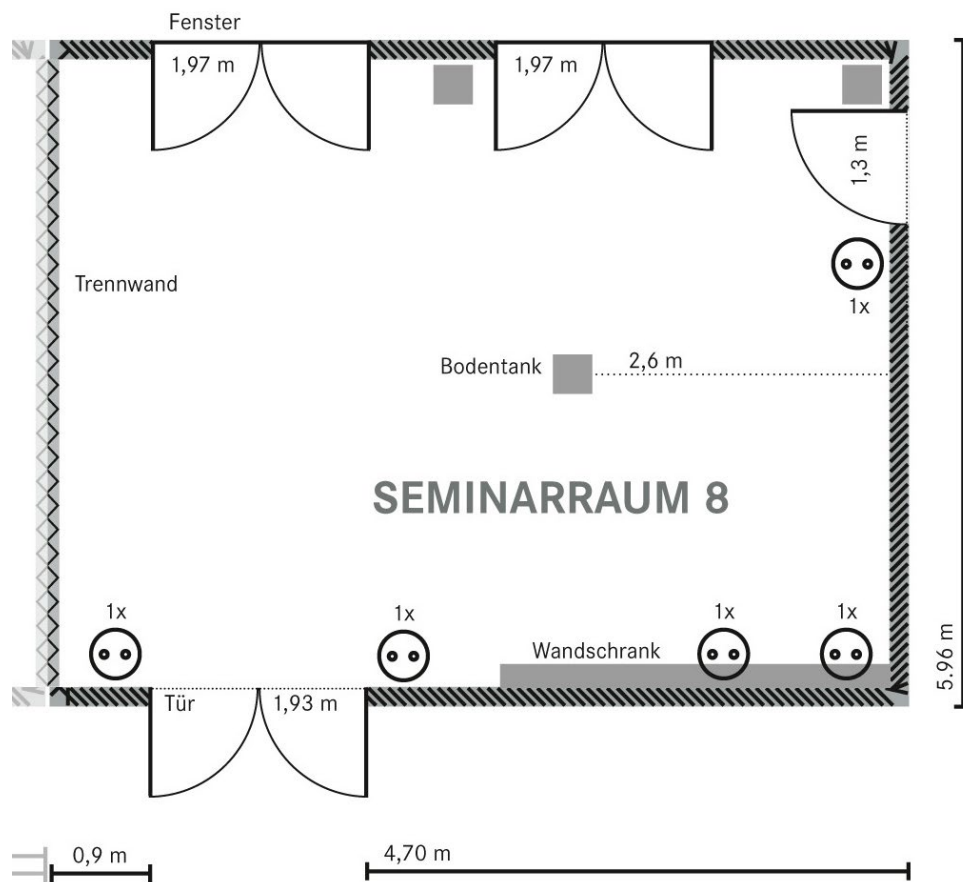 Fenster
1,97 m
1,97 m
1,3 m
Trennwand
1x
Bodentank
2,6 m
SEMINARRAUM 8
1x
1x
1x
1x
Wandschrank
5.96 m
Tür
1,93 m
0,9 m
4,70 m